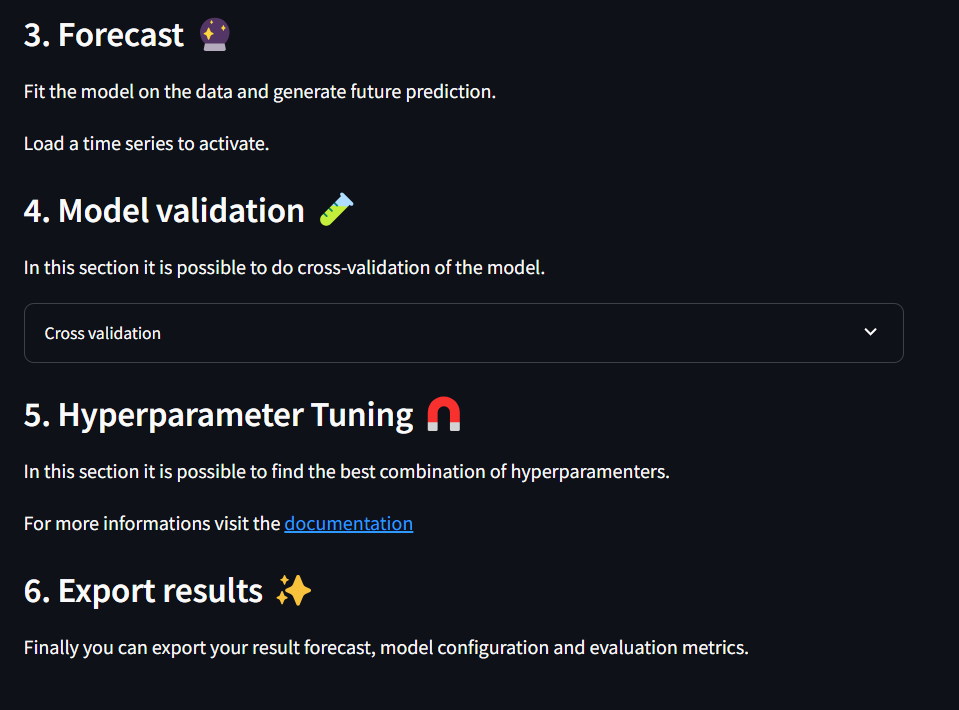 3. Forecast 🔮
Fit the model on the data and generate future prediction.
Load a time series to activate.
4. Model validation 🧪
In this section it is possible to do cross-validation of the model.
Cross validation
5. Hyperparameter Tuning 🧲
In this section it is possible to find the best combination of hyperparamenters.
For more informations visit the documentation
6. Export results ✨
Finally you can export your result forecast, model configuration and evaluation metrics.